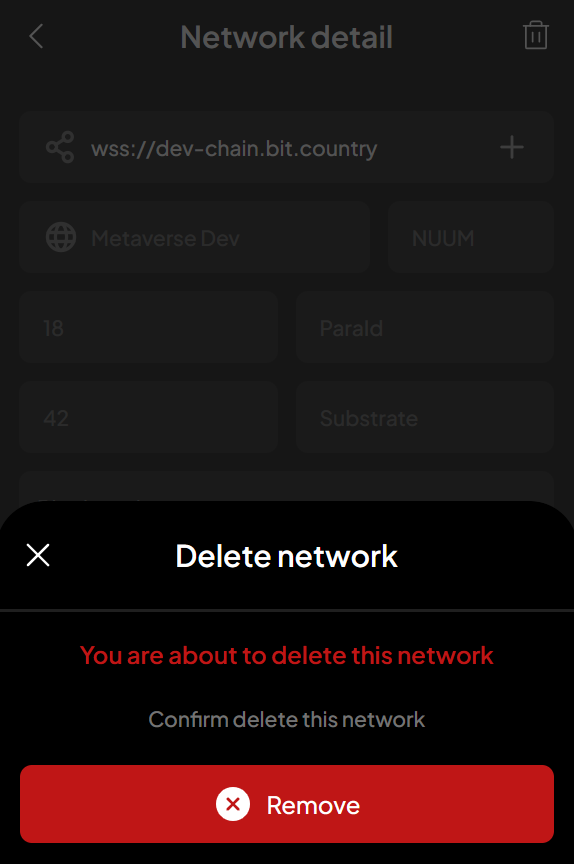 Network detail
wss://dev-chain.bit.country
Metaverse Dev NUUM
18 ParaId
42 Substrate
Delete network
You are about to delete this network
Confirm delete this network
Remove